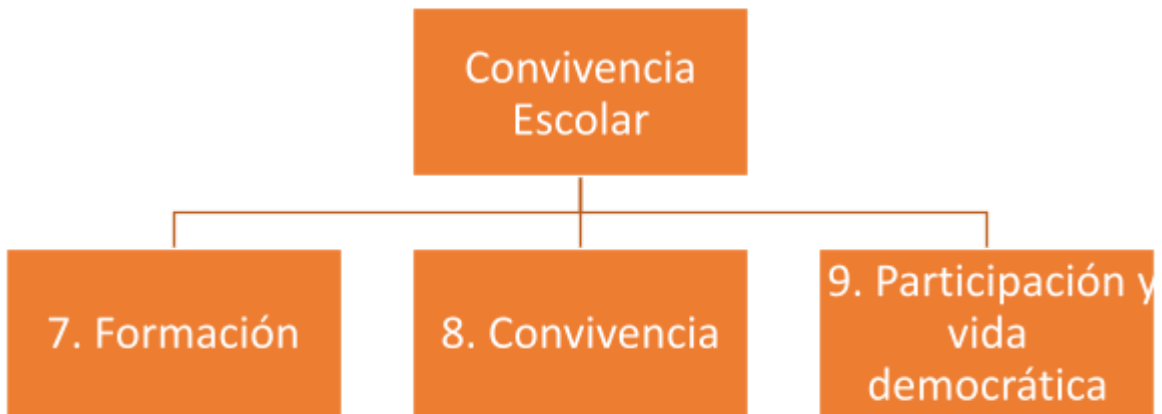 Convivencia
Escolar
7. Formación
8. Convivencia
9. Participación y
vida
democrática